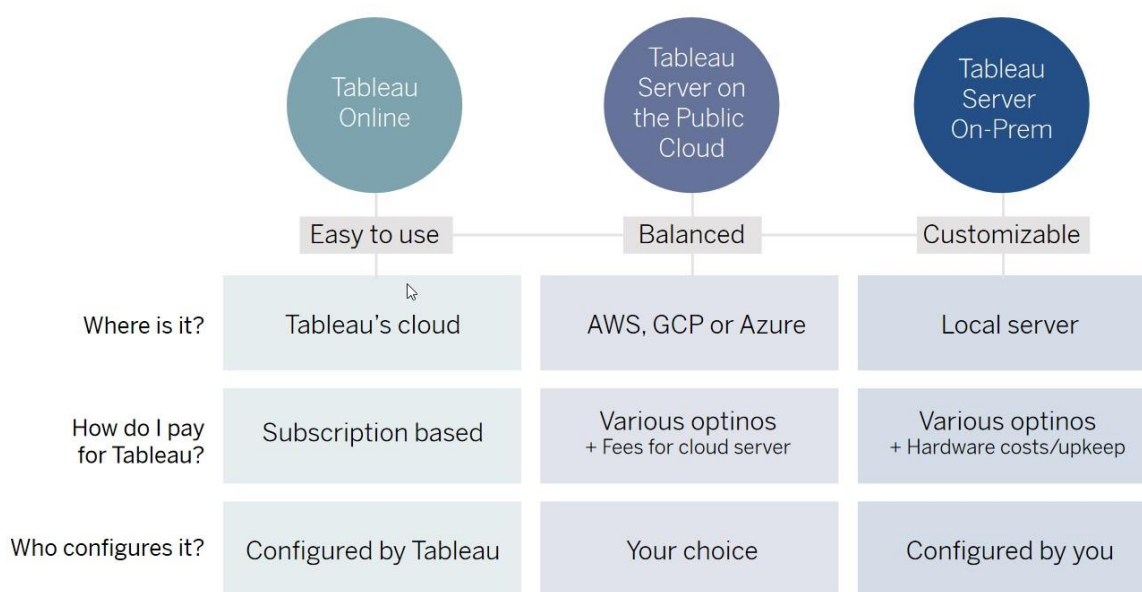 Tableau
Online
Tableau
Server on
the Public
Cloud
Tableau
Server
On-Prem
Easy to use
Balanced
Customizable
Where is it?
Tableau's cloud
AWS, GCP or Azure
Local server
How do I pay
for Tableau?
Subscription based
Various optinos
+ Fees for cloud server
Various optinos
+ Hardware costs/upkeep
Who configures it?
Configured by Tableau
Your choice
Configured by you